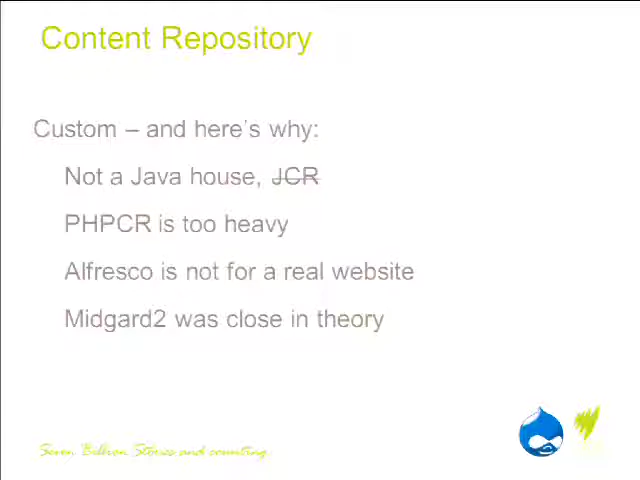 Content Repository
Custom – and here's why:
Not a Java house, JCR
PHPCR is too heavy
Alfresco is not for a real website
Midgard2 was close in theory
Seven Billion Stories and counting